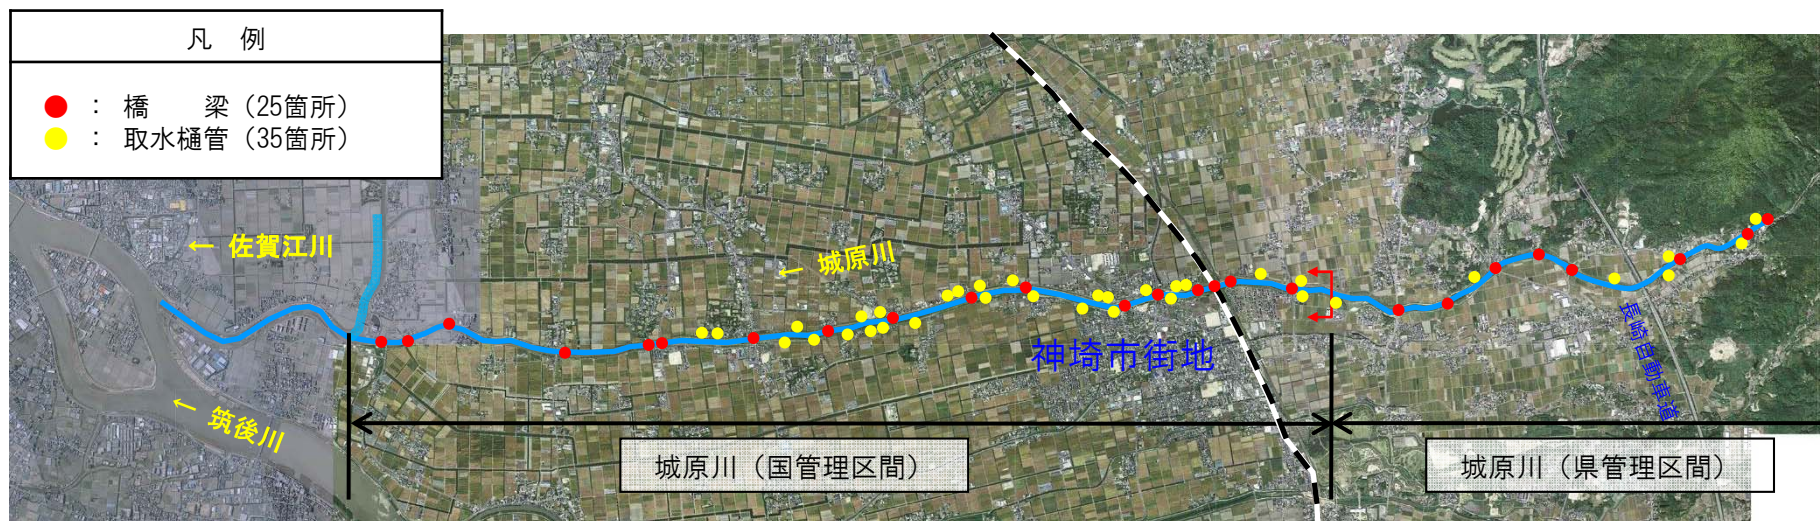 凡 例
● : 橋 梁（25箇所）
● : 取水樋管（35箇所）
← 佐賀江川
← 城原川
← 筑後川
神埼市街地
長崎自動車道
城原川（国管理区間）
城原川（県管理区間）